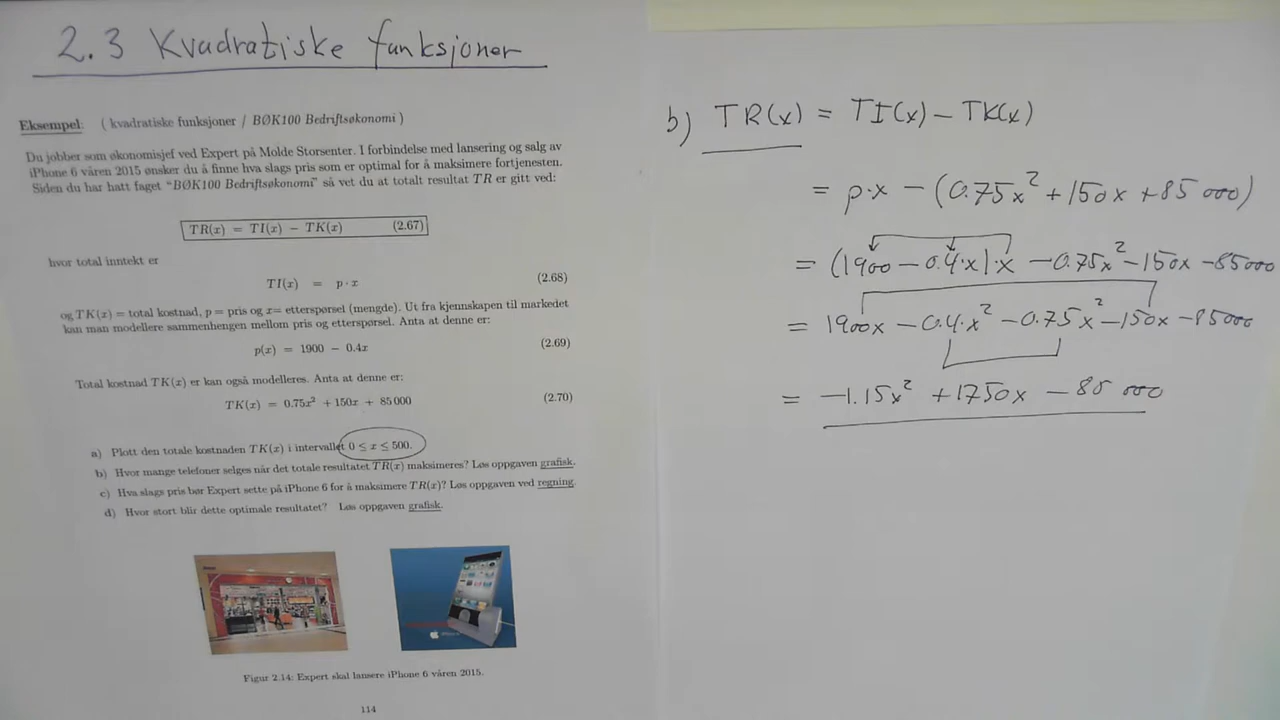 2.3 Kvadratiske funksjoner
Eksempel: ( kvadratiske funksjoner / BØK100 Bedriftsøkonomi )
Du jobber som økonomisjef ved Expert på Molde Storsenter. I forbindelse med lansering og salg av
iPhone 6 våren 2015 ønsker du å finne hva slags pris som er optimal for å maksimere fortjenesten.
Siden du har hatt faget "BØK100 Bedriftsøkonomi" så vet du at totalt resultat TR er gitt ved:
TR(x) = TI(x) − TK(x) (2.67)
hvor total inntekt er
TI(x) = p · x (2.68)
og TK(x) = total kostnad, p = pris og x= etterspørsel (mengde). Ut fra kjennskapen til markedet
kan man modellere sammenhengen mellom pris og etterspørsel. Anta at denne er:
p(x) = 1900 − 0.4x (2.69)
Total kostnad TK(x) er kan også modelleres. Anta at denne er:
TK(x) = 0.75x² + 150x + 85 000 (2.70)
a) Plott den totale kostnaden TK(x) i intervallet 0 ≤ x ≤ 500.
b) Hvor mange telefoner selges når det totale resultatet TR(x) maksimeres? Løs oppgaven grafisk.
c) Hva slags pris bør Expert sette på iPhone 6 for å maksimere TR(x)? Løs oppgaven ved regning.
d) Hvor stort blir dette optimale resultatet? Løs oppgaven grafisk.
Figur 2.14: Expert skal lansere iPhone 6 våren 2015.
114
b) TR(x) = TI(x) − TK(x)
= p·x − (0.75x² + 150x + 85 000)
= (1900 − 0.4·x)·x − 0.75x² − 150x − 85000
= 1900x − 0.4·x² − 0.75x² − 150x − 85000
= −1.15x² + 1750x − 85 000